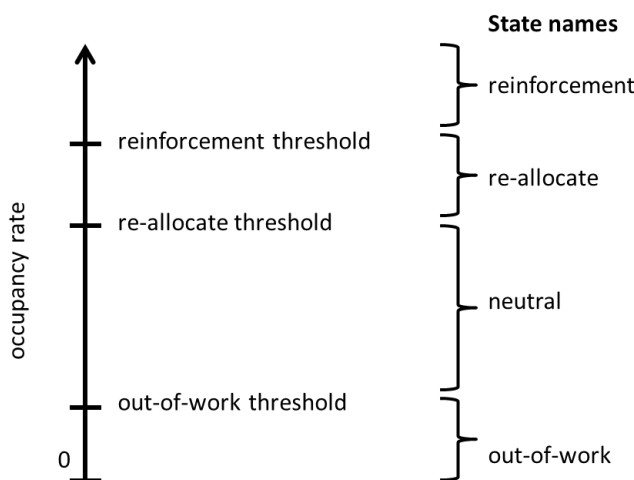 State names
reinforcement
reinforcement threshold
re-allocate
re-allocate threshold
occupancy rate
neutral
out-of-work threshold
0
out-of-work